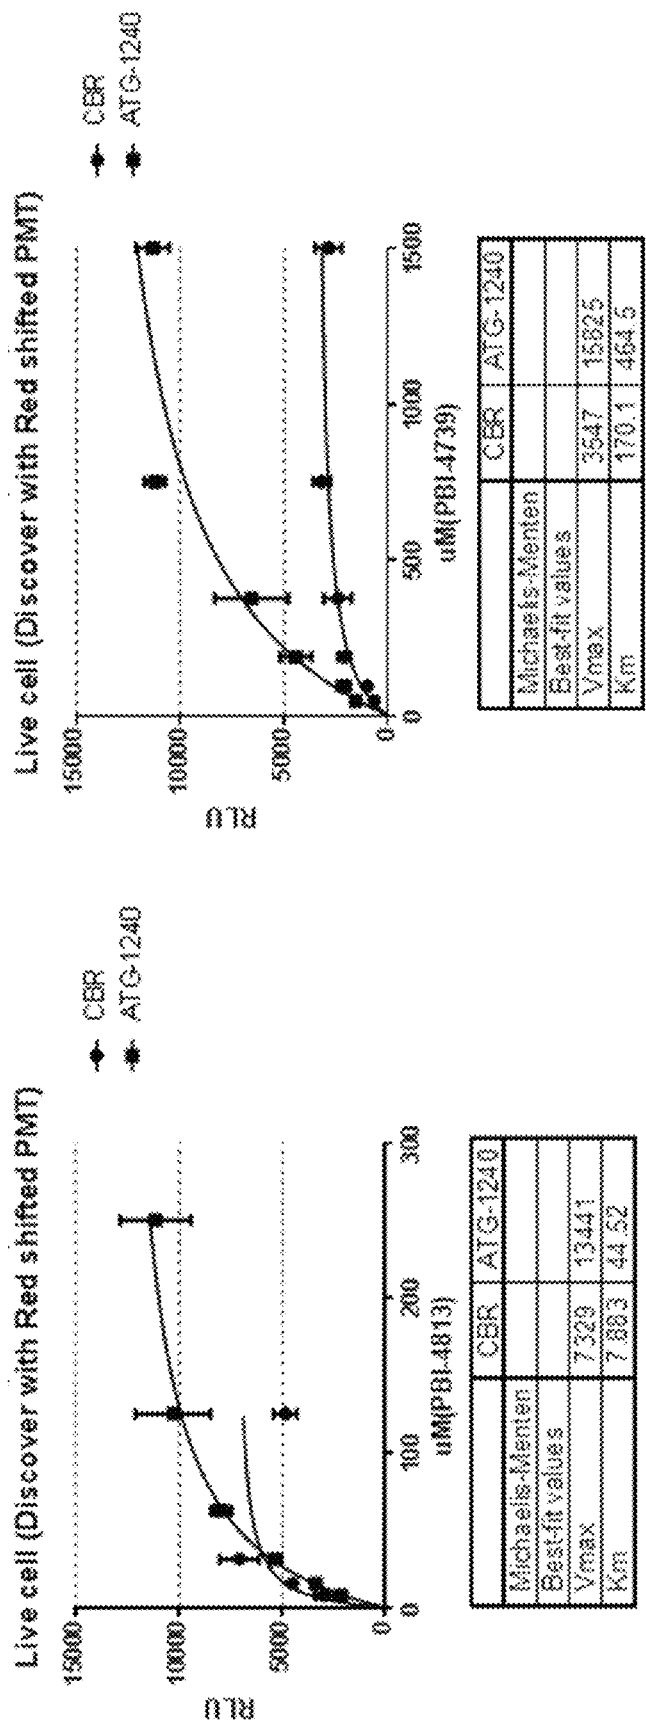 Live cell (Discover with Red shifted PMT)
CBR
ATG-1240
15000
10000
5000
0
RLU
0
100
200
300
uM(PBI-4813)
CBR ATG-1240
Michaelis-Menten
Best-fit values
Vmax 7329 13441
Km 7.883 44.52
Live cell (Discover with Red shifted PMT)
CBR
ATG-1240
15000
10000
5000
0
RLU
0
500
1000
1500
uM(PBI-4739)
CBR ATG-1240
Michaelis-Menten
Best-fit values
Vmax 3547 15825
Km 170.1 464.5